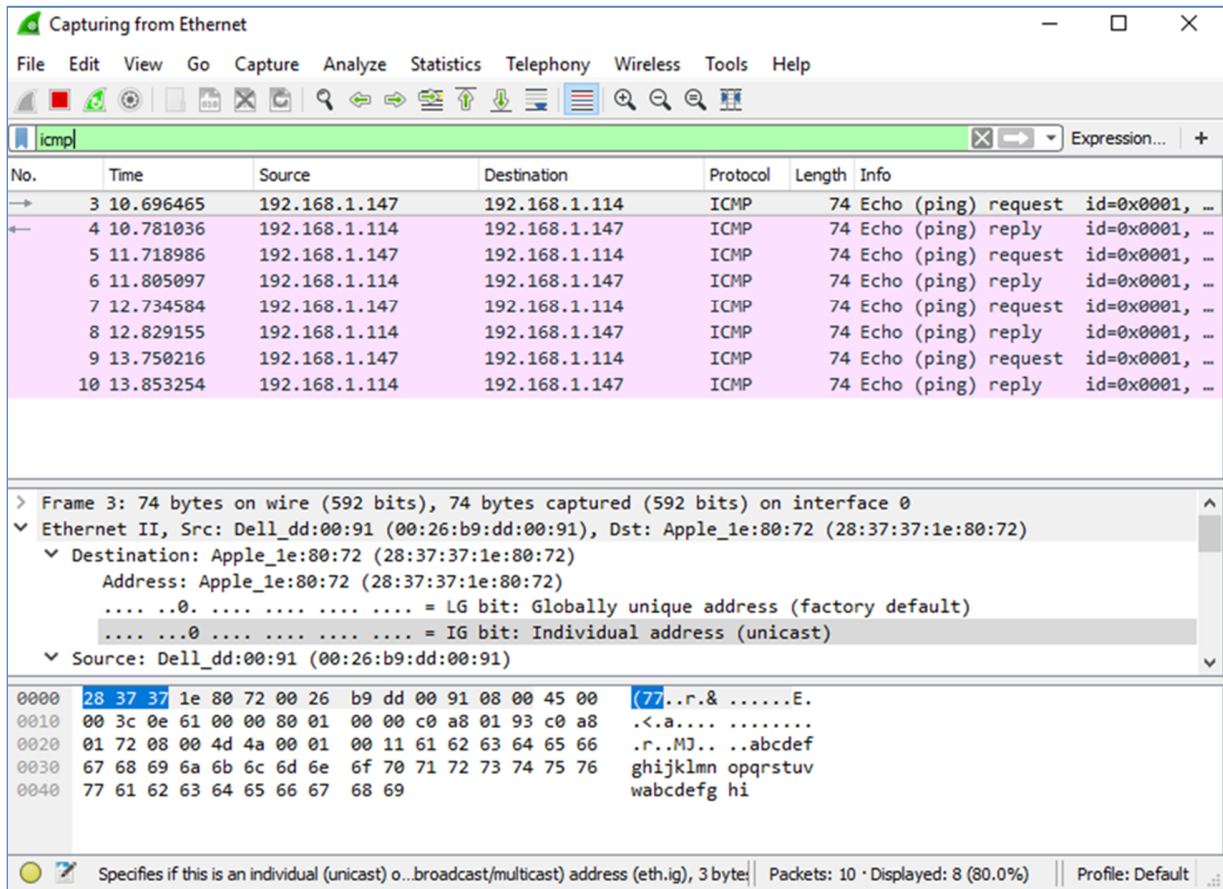 Capturing from Ethernet
File Edit View Go Capture Analyze Statistics Telephony Wireless Tools Help
icmp Expression... +
No. Time Source Destination Protocol Length Info
3 10.696465 192.168.1.147 192.168.1.114 ICMP 74 Echo (ping) request id=0x0001, …
4 10.781036 192.168.1.114 192.168.1.147 ICMP 74 Echo (ping) reply id=0x0001, …
5 11.718986 192.168.1.147 192.168.1.114 ICMP 74 Echo (ping) request id=0x0001, …
6 11.805097 192.168.1.114 192.168.1.147 ICMP 74 Echo (ping) reply id=0x0001, …
7 12.734584 192.168.1.147 192.168.1.114 ICMP 74 Echo (ping) request id=0x0001, …
8 12.829155 192.168.1.114 192.168.1.147 ICMP 74 Echo (ping) reply id=0x0001, …
9 13.750216 192.168.1.147 192.168.1.114 ICMP 74 Echo (ping) request id=0x0001, …
10 13.853254 192.168.1.114 192.168.1.147 ICMP 74 Echo (ping) reply id=0x0001, …
Frame 3: 74 bytes on wire (592 bits), 74 bytes captured (592 bits) on interface 0
Ethernet II, Src: Dell_dd:00:91 (00:26:b9:dd:00:91), Dst: Apple_1e:80:72 (28:37:37:1e:80:72)
Destination: Apple_1e:80:72 (28:37:37:1e:80:72)
Address: Apple_1e:80:72 (28:37:37:1e:80:72)
.... ..0. .... .... .... .... = LG bit: Globally unique address (factory default)
.... ...0 .... .... .... .... = IG bit: Individual address (unicast)
Source: Dell_dd:00:91 (00:26:b9:dd:00:91)
0000 28 37 37 1e 80 72 00 26 b9 dd 00 91 08 00 45 00 (77..r.& ......E.
0010 00 3c 0e 61 00 00 80 01 00 00 c0 a8 01 93 c0 a8 .<.a.... ........
0020 01 72 08 00 4d 4a 00 01 00 11 61 62 63 64 65 66 .r..MJ.. ..abcdef
0030 67 68 69 6a 6b 6c 6d 6e 6f 70 71 72 73 74 75 76 ghijklmn opqrstuv
0040 77 61 62 63 64 65 66 67 68 69 wabcdefg hi
Specifies if this is an individual (unicast) o...broadcast/multicast) address (eth.ig), 3 byte Packets: 10 · Displayed: 8 (80.0%) Profile: Default